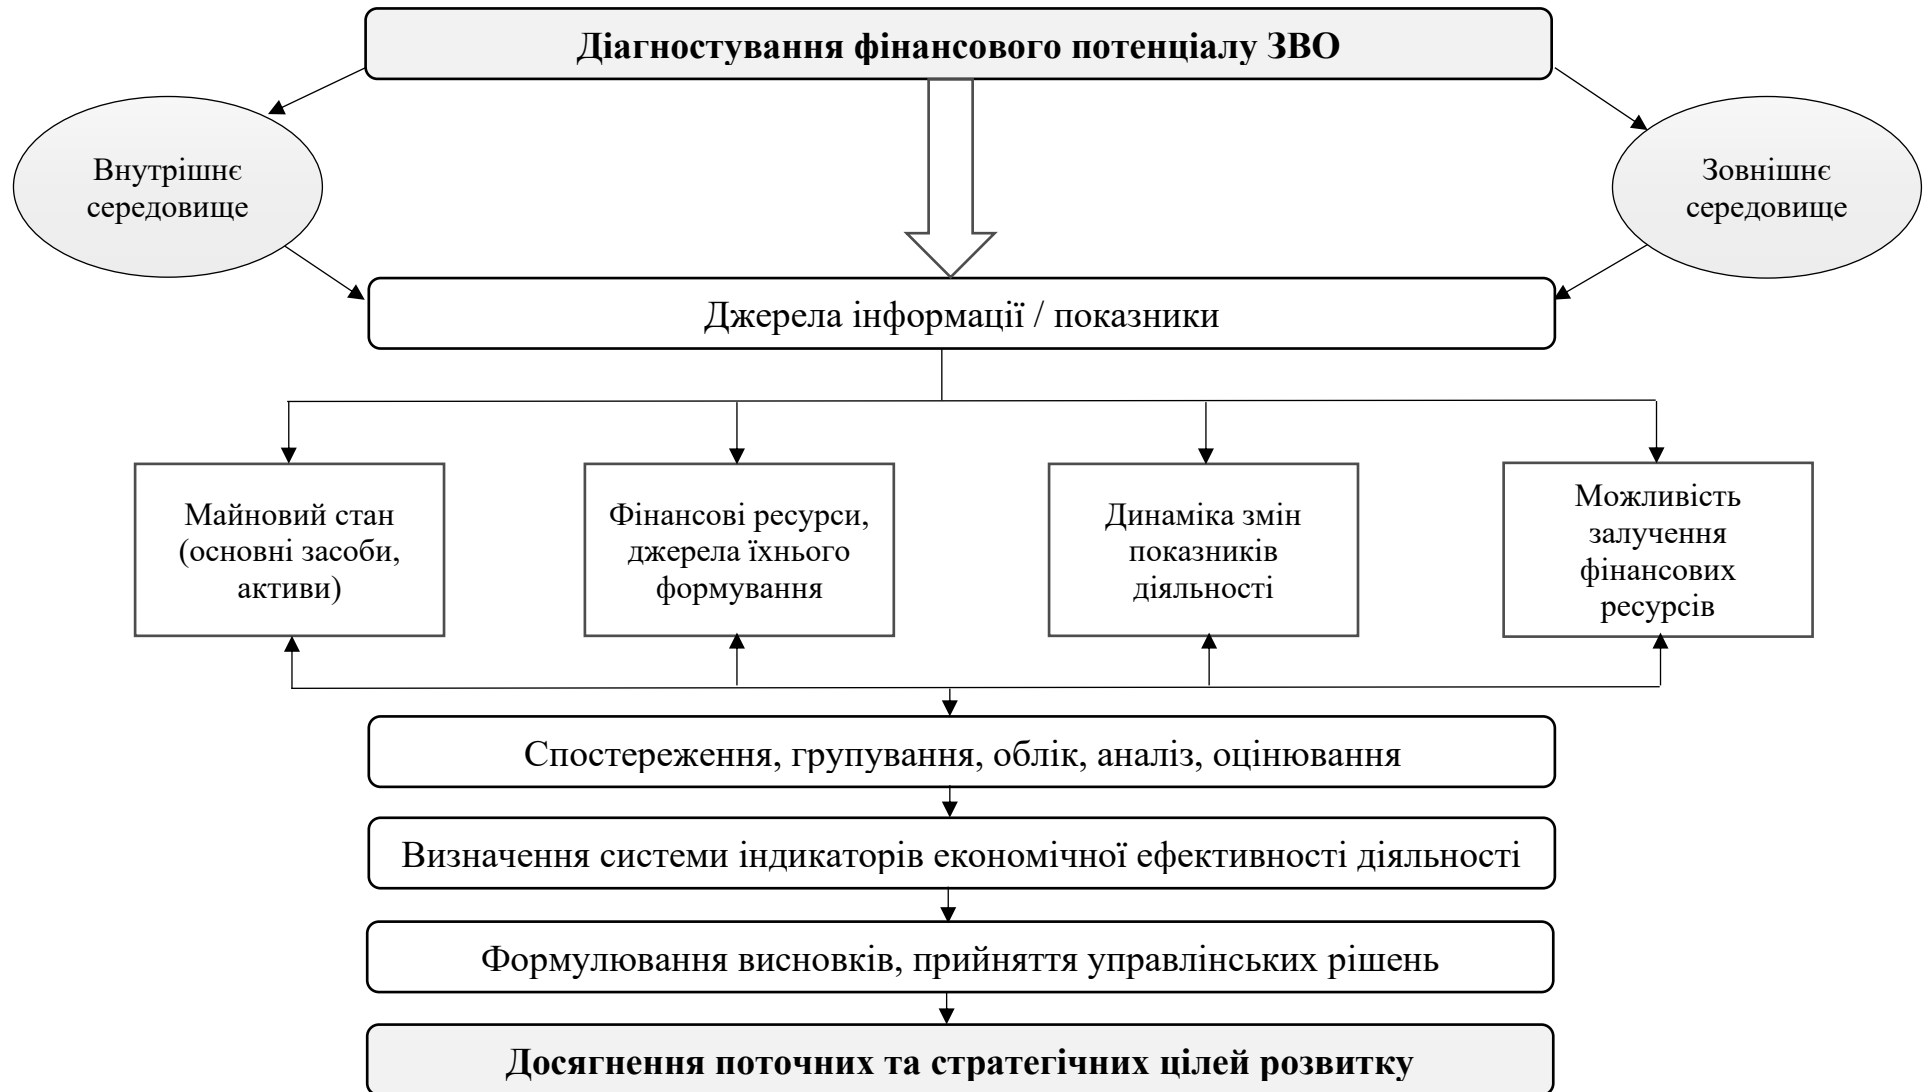 Діагностування фінансового потенціалу ЗВО
Внутрішнє
середовище
Зовнішнє
середовище
Джерела інформації / показники
Майновий стан
(основні засоби,
активи)
Фінансові ресурси,
джерела їхнього
формування
Динаміка змін
показників
діяльності
Можливість
залучення
фінансових
ресурсів
Спостереження, групування, облік, аналіз, оцінювання
Визначення системи індикаторів економічної ефективності діяльності
Формулювання висновків, прийняття управлінських рішень
Досягнення поточних та стратегічних цілей розвитку